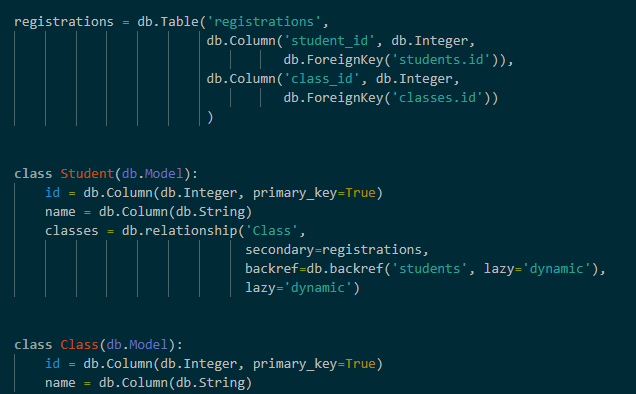 registrations = db.Table('registrations',
db.Column('student_id', db.Integer,
db.ForeignKey('students.id')),
db.Column('class_id', db.Integer,
db.ForeignKey('classes.id'))
)
class Student(db.Model):
id = db.Column(db.Integer, primary_key=True)
name = db.Column(db.String)
classes = db.relationship('Class',
secondary=registrations,
backref=db.backref('students', lazy='dynamic'),
lazy='dynamic')
class Class(db.Model):
id = db.Column(db.Integer, primary_key=True)
name = db.Column(db.String)